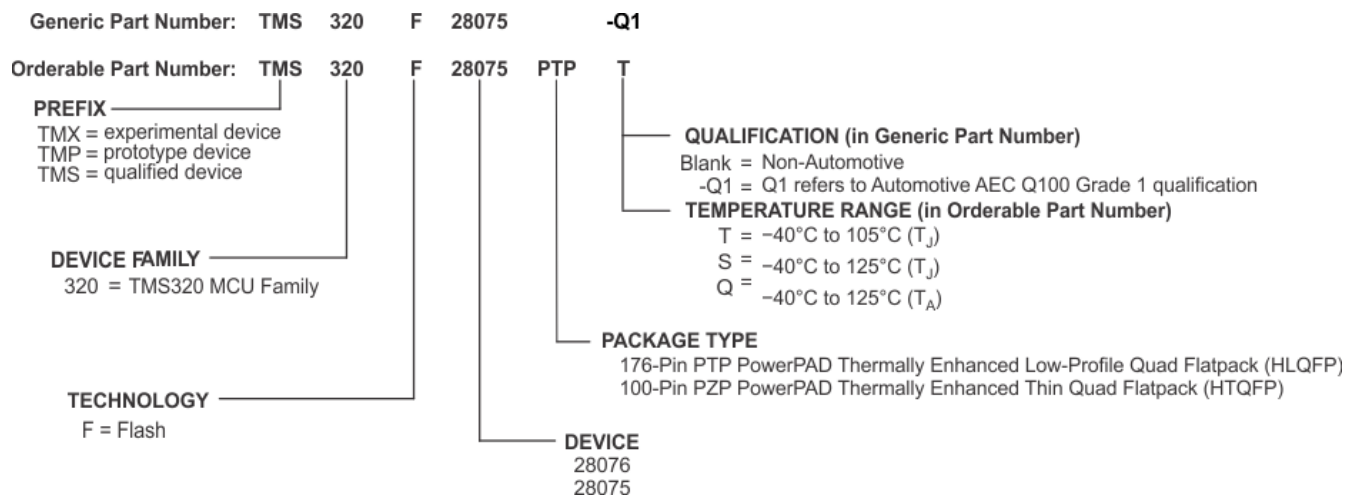 Generic Part Number: TMS 320 F 28075 -Q1
Orderable Part Number: TMS 320 F 28075 PTP T
PREFIX
TMX = experimental device
TMP = prototype device
TMS = qualified device
QUALIFICATION (in Generic Part Number)
Blank = Non-Automotive
-Q1 = Q1 refers to Automotive AEC Q100 Grade 1 qualification
TEMPERATURE RANGE (in Orderable Part Number)
T = −40°C to 105°C (TJ)
S = −40°C to 125°C (TJ)
Q = −40°C to 125°C (TA)
DEVICE FAMILY
320 = TMS320 MCU Family
PACKAGE TYPE
176-Pin PTP PowerPAD Thermally Enhanced Low-Profile Quad Flatpack (HLQFP)
100-Pin PZP PowerPAD Thermally Enhanced Thin Quad Flatpack (HTQFP)
TECHNOLOGY
F = Flash
DEVICE
28076
28075